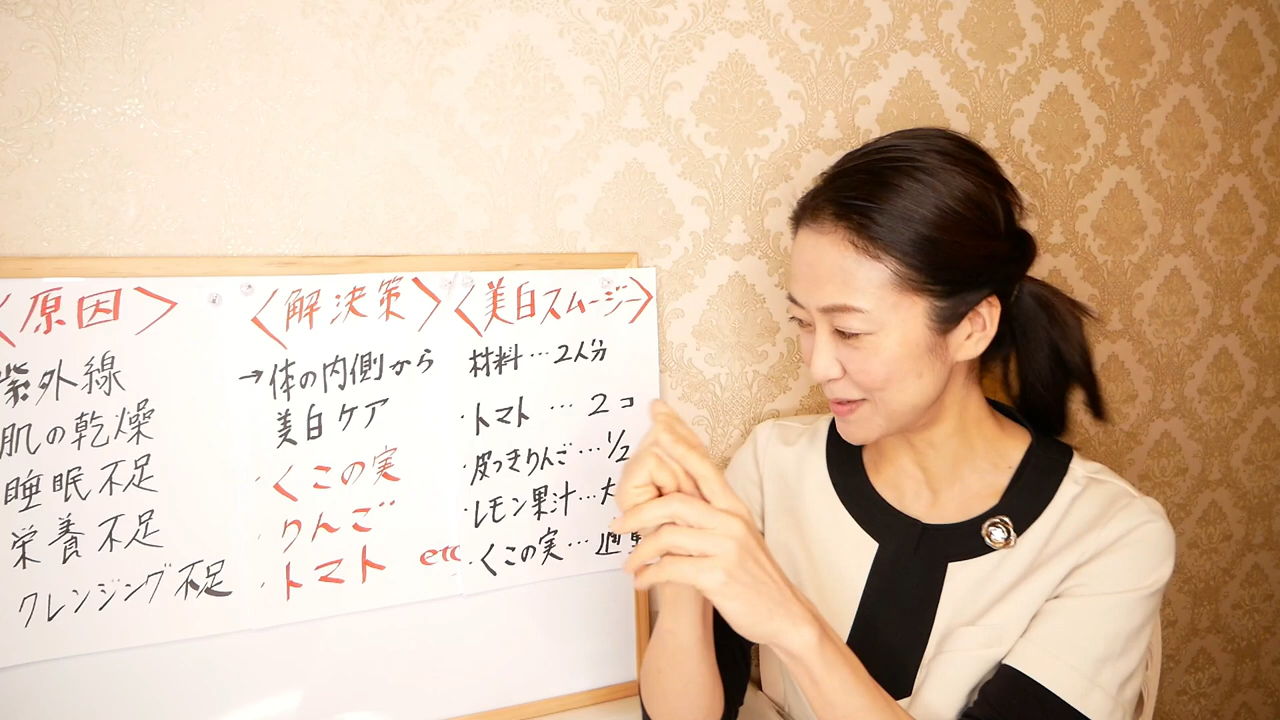 〈原因〉
紫外線
肌の乾燥
睡眠不足
栄養不足
クレンジング不足
〈解決策〉
→体の内側から
美白ケア
・くこの実
・りんご
・トマト etc
〈美白スムージー〉
材料…2人分
・トマト…2コ
・皮つきりんご…1/2
・レモン果汁…大
・くこの実…適量